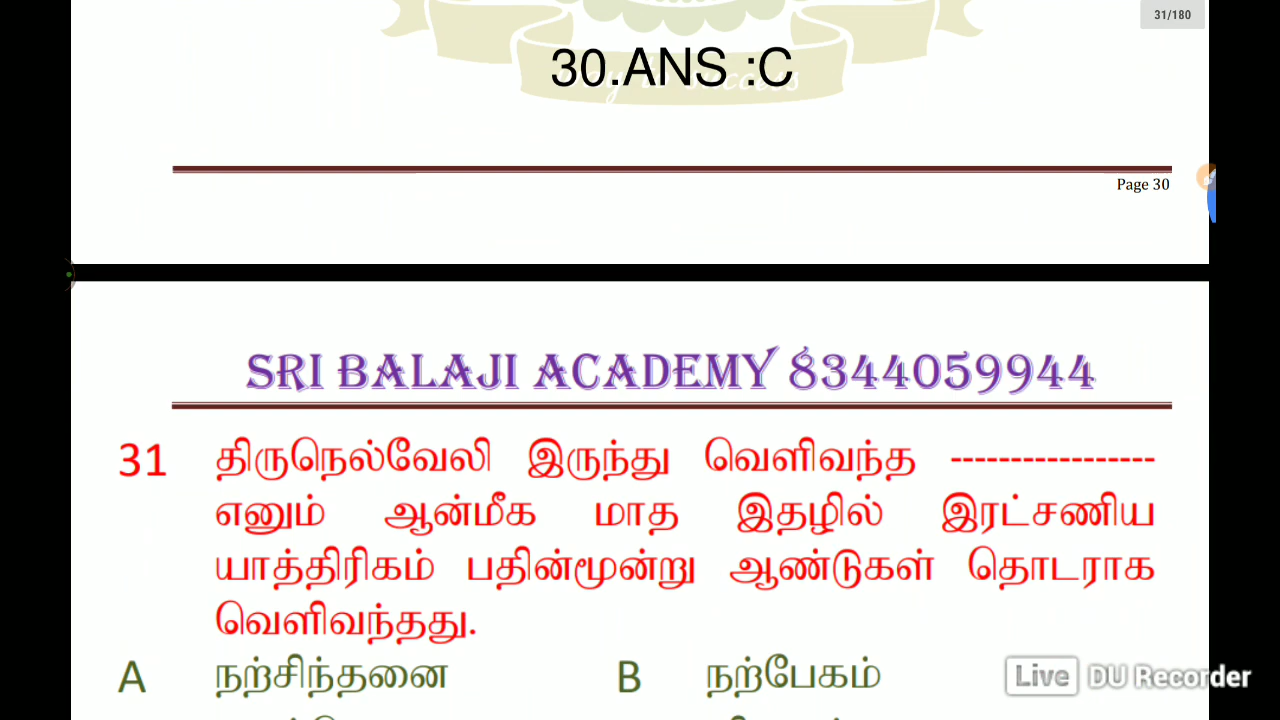 31/180
30.ANS :C
Page 30
SRI BALAJI ACADEMY 8344059944
31 திருநெல்வேலி இருந்து வெளிவந்த -----------------
எனும் ஆன்மீக மாத இதழில் இரட்சணிய
யாத்திரிகம் பதின்மூன்று ஆண்டுகள் தொடராக
வெளிவந்தது.
A நற்சிந்தனை B நற்பேகம்
Live DU Recorder